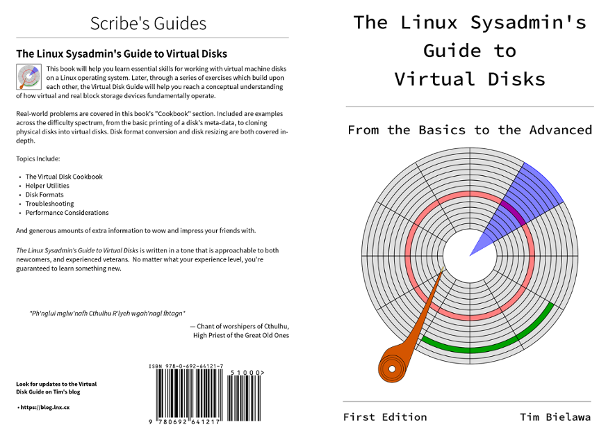 Scribe's Guides
The Linux Sysadmin's Guide to Virtual Disks
This book will help you learn essential skills for working with virtual machine disks
on a Linux operating system. Later, through a series of exercises which build upon
each other, the Virtual Disk Guide will help you reach a conceptual understanding
of how virtual and real block storage devices fundamentally operate.
Real-world problems are covered in this book's "Cookbook" section. Included are examples
across the difficulty spectrum, from the basic printing of a disk's meta-data, to cloning
physical disks into virtual disks. Disk format conversion and disk resizing are both covered in-
depth.
Topics Include:
• The Virtual Disk Cookbook
• Helper Utilities
• Disk Formats
• Troubleshooting
• Performance Considerations
And generous amounts of extra information to wow and impress your friends with.
The Linux Sysadmin's Guide to Virtual Disks is written in a tone that is approachable to both
newcomers, and experienced veterans. No matter what your experience level, you're
guaranteed to learn something new.
"Ph'nglui mglw'nafh Cthulhu R'lyeh wgah'nagl fhtagn"
— Chant of worshipers of Cthulhu,
High Priest of the Great Old Ones
Look for updates to the Virtual
Disk Guide on Tim's blog
• https://blog.lnx.cx
ISBN 978-0-692-64121-7
51000>
9 780692 641217
The Linux Sysadmin's
Guide to
Virtual Disks
From the Basics to the Advanced
First Edition
Tim Bielawa